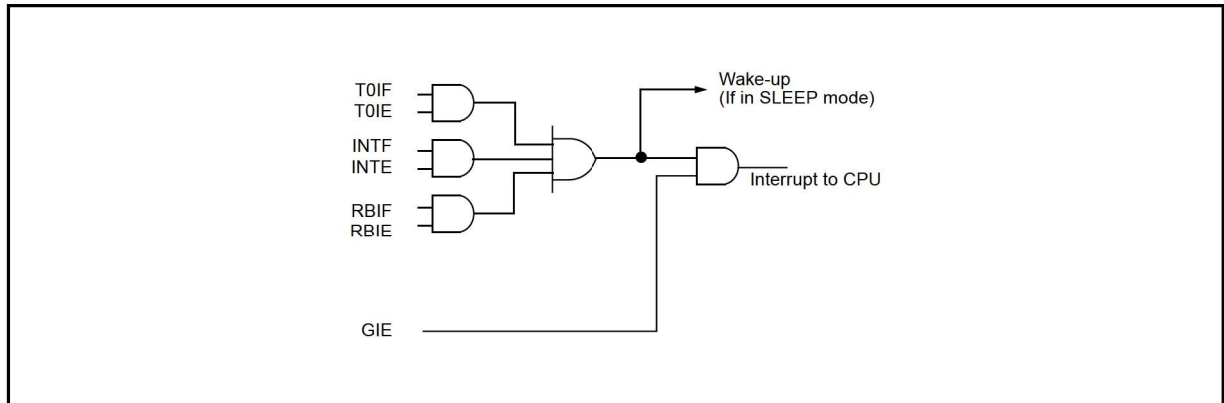 T0IF
T0IE
INTF
INTE
RBIF
RBIE
GIE
Wake-up
(If in SLEEP mode)
Interrupt to CPU